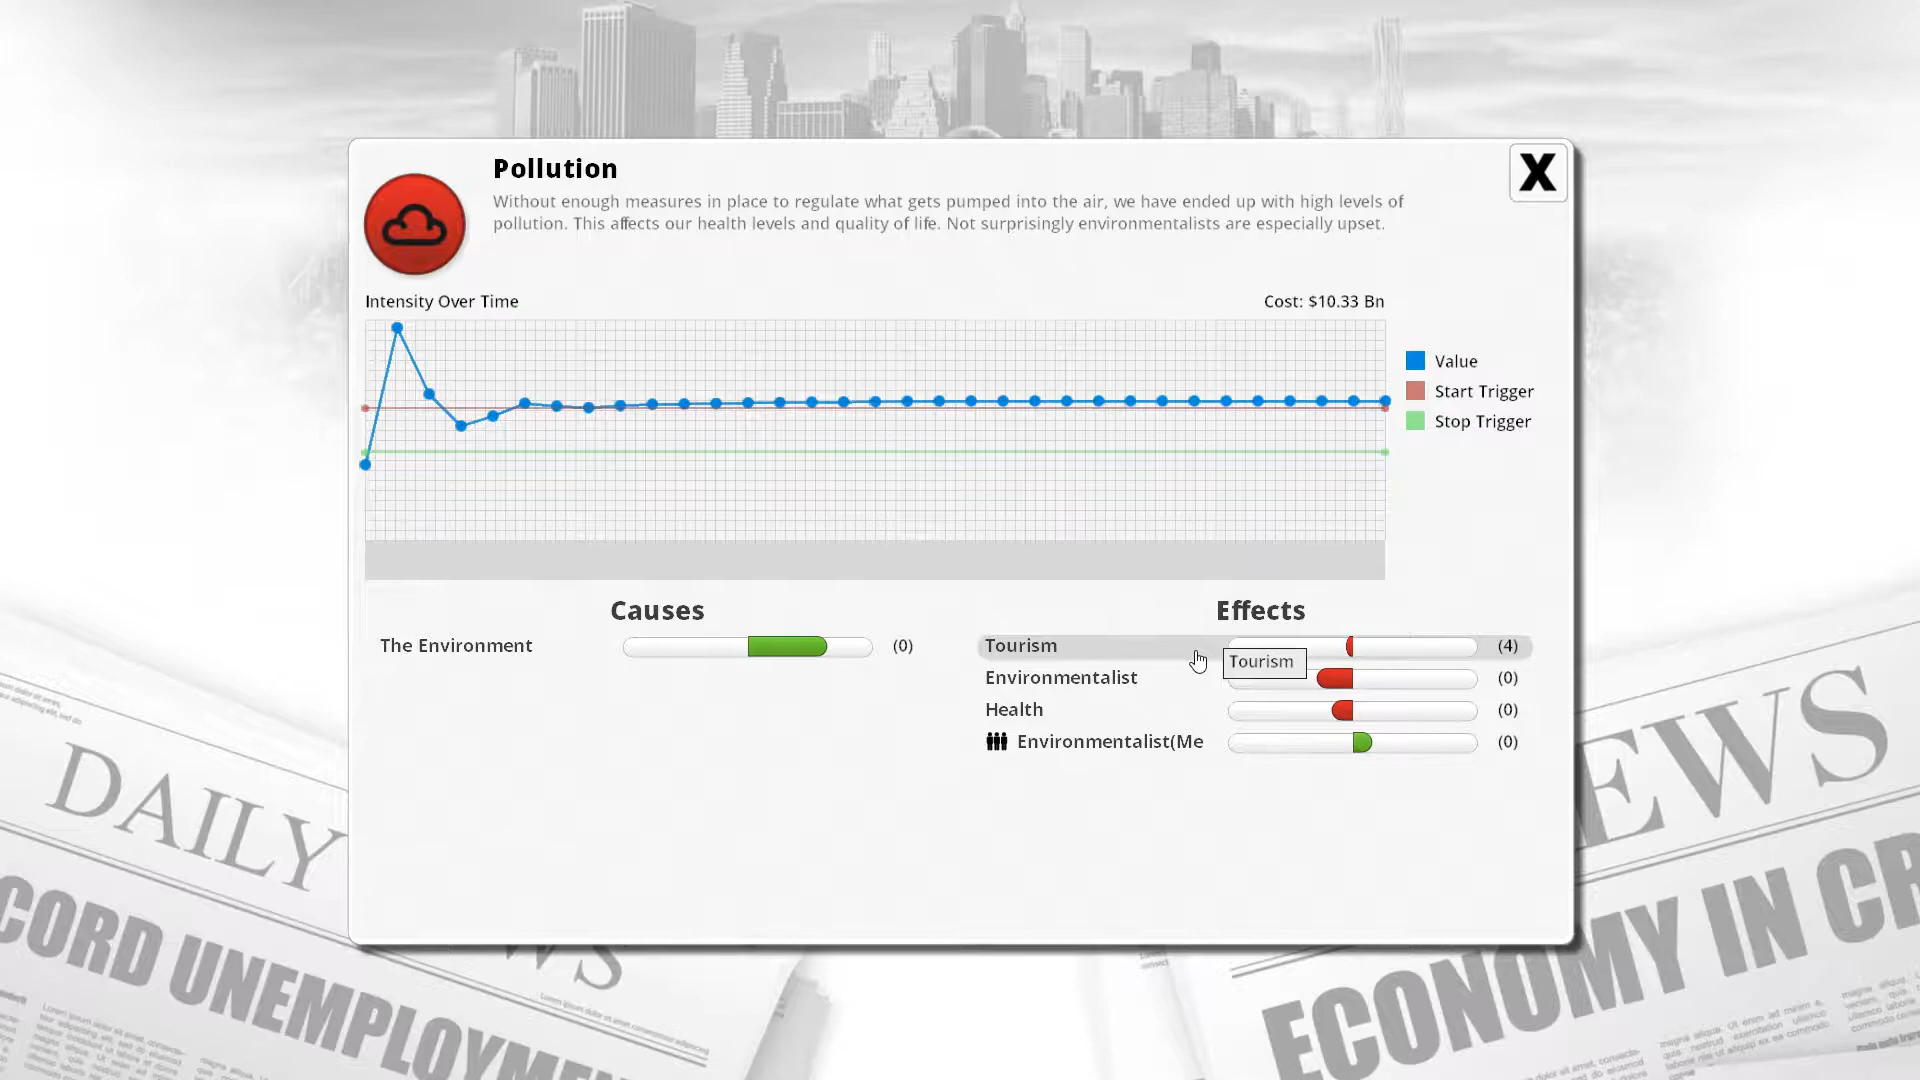 Pollution
X
Without enough measures in place to regulate what gets pumped into the air, we have ended up with high levels of
pollution. This affects our health levels and quality of life. Not surprisingly environmentalists are especially upset.
Intensity Over Time
Cost: $10.33 Bn
Value
Start Trigger
Stop Trigger
Causes
The Environment
(0)
Effects
Tourism
(4)
Tourism
Environmentalist
(0)
Health
(0)
Environmentalist(Me
(0)
DAILY
EWS
CORD UNEMPLOYME
WS
ECONOMY IN CR